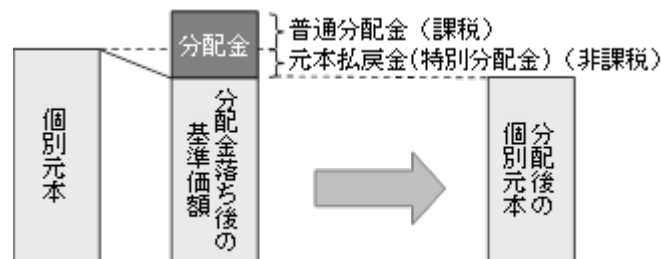 分配金
普通分配金（課税）
元本払戻金(特別分配金)（非課税）
個別元本
分配金落ち後の
基準価額
分配後の
個別元本